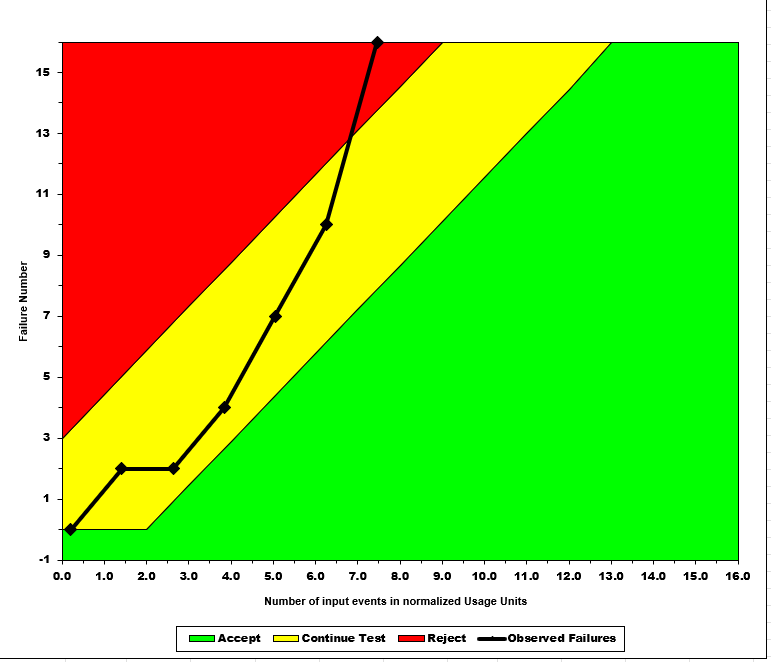 15
13
11
9
7
5
3
1
-1
Failure Number
0.0 1.0 2.0 3.0 4.0 5.0 6.0 7.0 8.0 9.0 10.0 11.0 12.0 13.0 14.0 15.0 16.0
Number of input events in normalized Usage Units
Accept Continue Test Reject Observed Failures